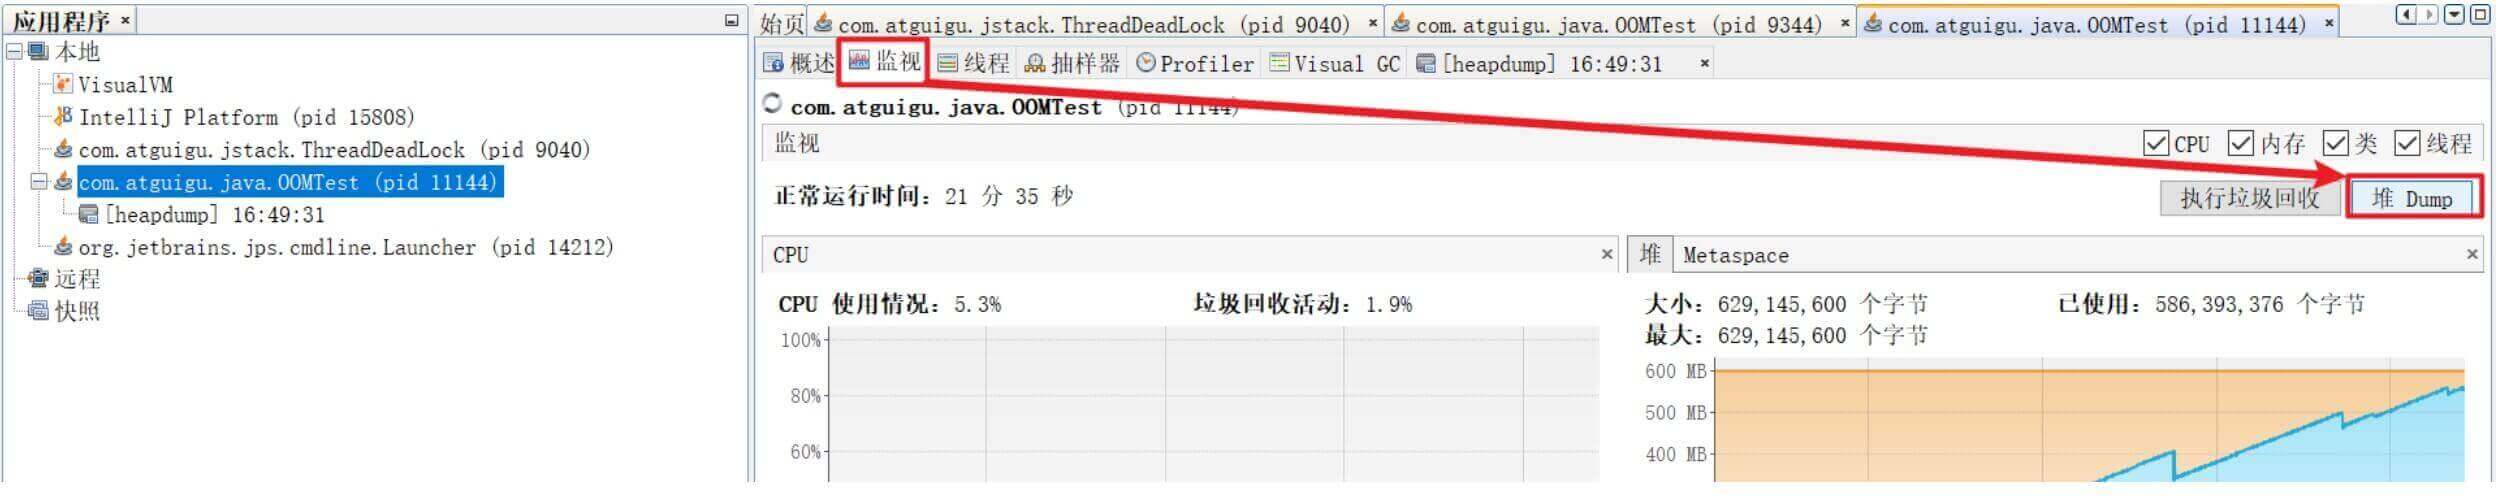 应用程序 ×
本地
VisualVM
IntelliJ Platform (pid 15808)
com.atguigu.jstack.ThreadDeadLock (pid 9040)
com.atguigu.java.OOMTest (pid 11144)
[heapdump] 16:49:31
org.jetbrains.jps.cmdline.Launcher (pid 14212)
远程
快照
始页 com.atguigu.jstack.ThreadDeadLock (pid 9040) × com.atguigu.java.OOMTest (pid 9344) × com.atguigu.java.OOMTest (pid 11144) ×
概述 监视 线程 抽样器 Profiler Visual GC [heapdump] 16:49:31 ×
com.atguigu.java.OOMTest (pid 11144)
监视 CPU 内存 类 线程
正常运行时间: 21 分 35 秒 执行垃圾回收 堆 Dump
CPU ×
CPU 使用情况: 5.3% 垃圾回收活动: 1.9%
100%
80%
60%
堆 Metaspace ×
大小: 629,145,600 个字节 已使用: 586,393,376 个字节
最大: 629,145,600 个字节
600 MB
500 MB
400 MB